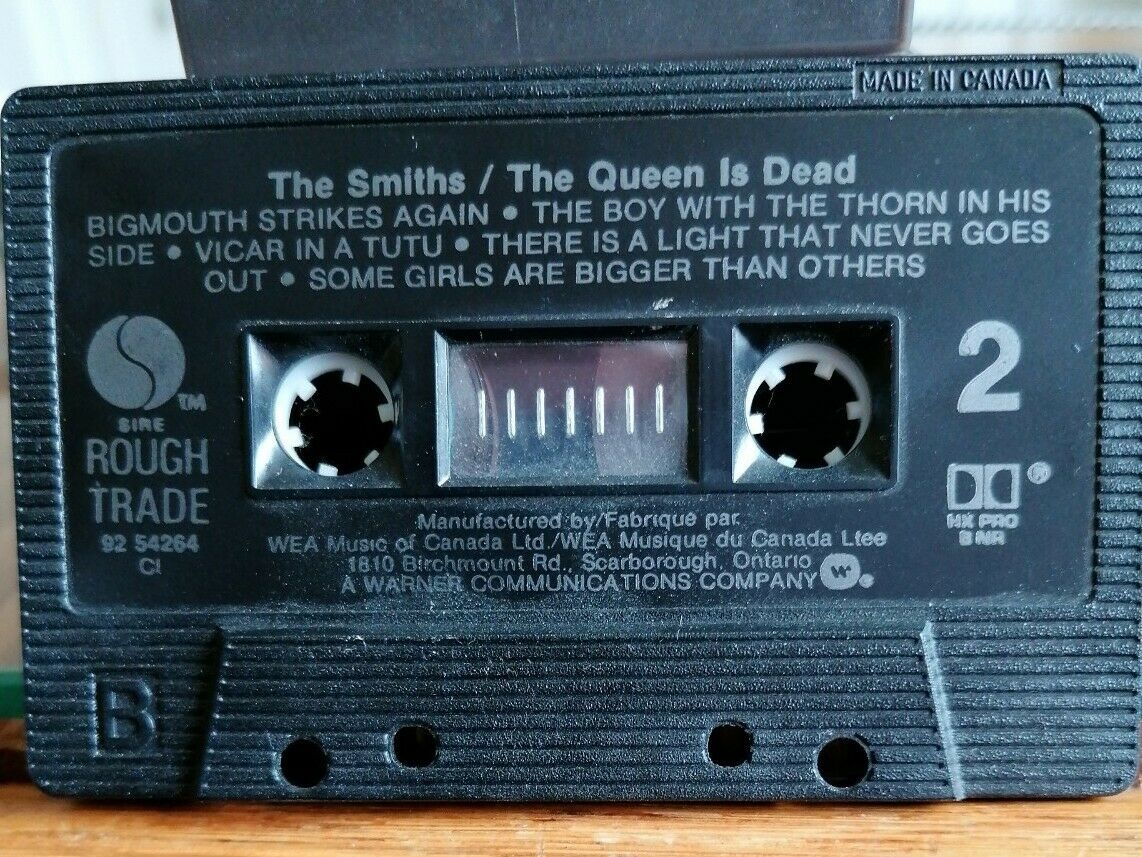 MADE IN CANADA
The Smiths / The Queen Is Dead
BIGMOUTH STRIKES AGAIN • THE BOY WITH THE THORN IN HIS
SIDE • VICAR IN A TUTU • THERE IS A LIGHT THAT NEVER GOES
OUT • SOME GIRLS ARE BIGGER THAN OTHERS
TM
SIRE
ROUGH
TRADE
92 54264
2
®
HX PRO
Manufactured by/Fabrique par
WEA Music of Canada Ltd./WEA Musique du Canada Ltee
1810 Birchmount Rd., Scarborough, Ontario
A WARNER COMMUNICATIONS COMPANY
B